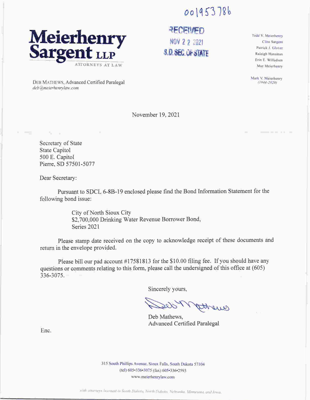 001953786
Meierhenry
Sargent LLP
ATTORNEYS AT LAW
RECEIVED
NOV 22 2021
S.D. SEC. OF STATE
Todd V. Meierhenry
Clint Sargent
Patrick J. Glover
Raleigh Hansman
Erin E. Willadsen
May Meierhenry
Mark V. Meierhenry
DEB MATHEWS, Advanced Certified Paralegal
deb@meierhenrylaw.com
November 19, 2021
Secretary of State
State Capitol
500 E. Capitol
Pierre, SD 57501-5077
Dear Secretary:
Pursuant to SDCL 6-8B-19 enclosed please find the Bond Information Statement for the
following bond issue:
City of North Sioux City
$2,700,000 Drinking Water Revenue Borrower Bond,
Series 2021
Please stamp date received on the copy to acknowledge receipt of these documents and
return in the envelope provided.
Please bill our pad account #17581813 for the $10.00 filing fee. If you should have any
questions or comments relating to this form, please call the undersigned of this office at (605)
336-3075.
Sincerely yours,
Deb Mathews
Deb Mathews,
Advanced Certified Paralegal
Enc.
315 South Phillips Avenue, Sioux Falls, South Dakota 57104
(tel) 605•336•3075 (fax) 605•336•2593
www.meierhenrylaw.com
with attorneys licensed in South Dakota, North Dakota, Nebraska, Minnesota and Iowa